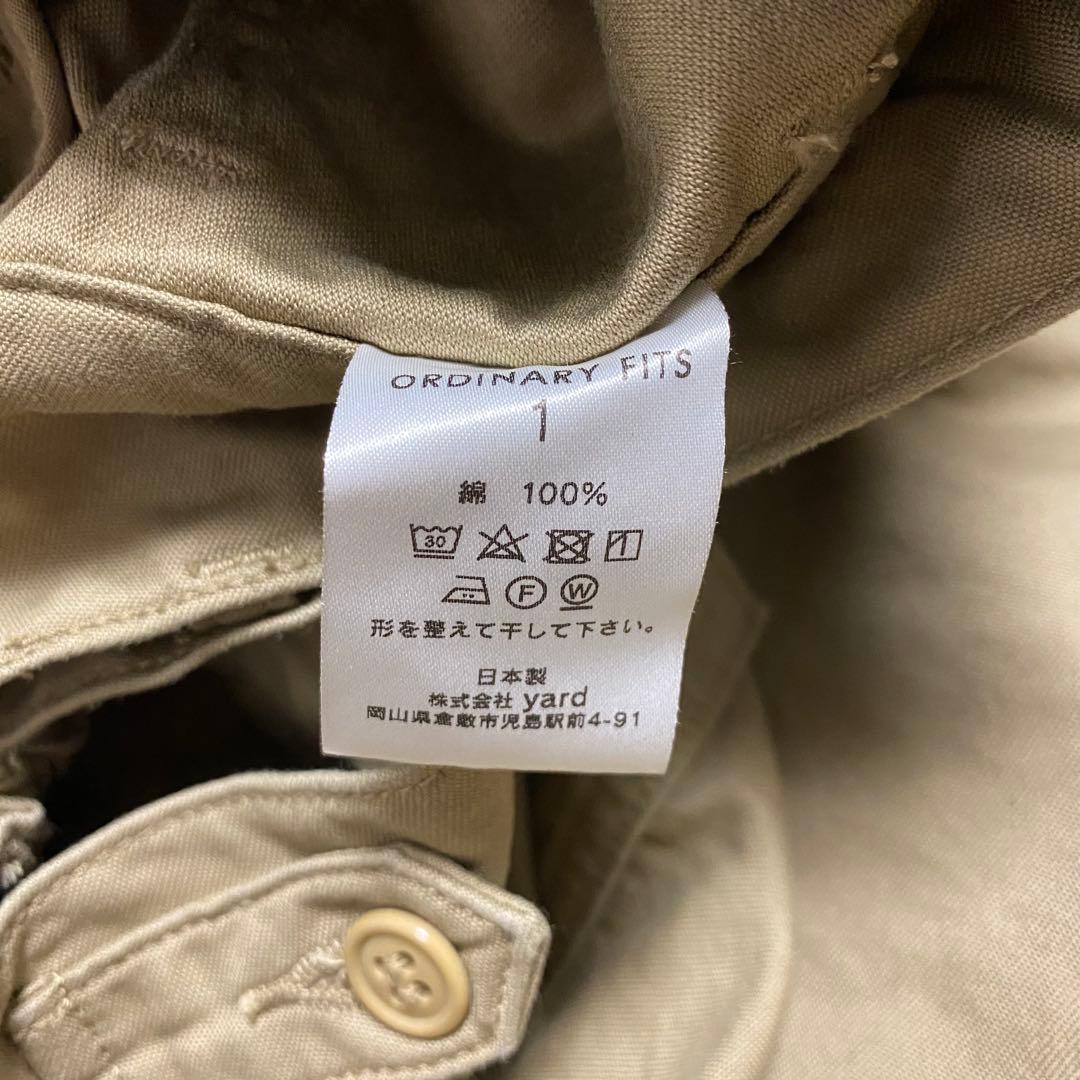 ORDINARY FITS
1
綿 100%
30
F W
形を整えて干して下さい。
日本製
株式会社 yard
岡山県倉敷市児島駅前4-91